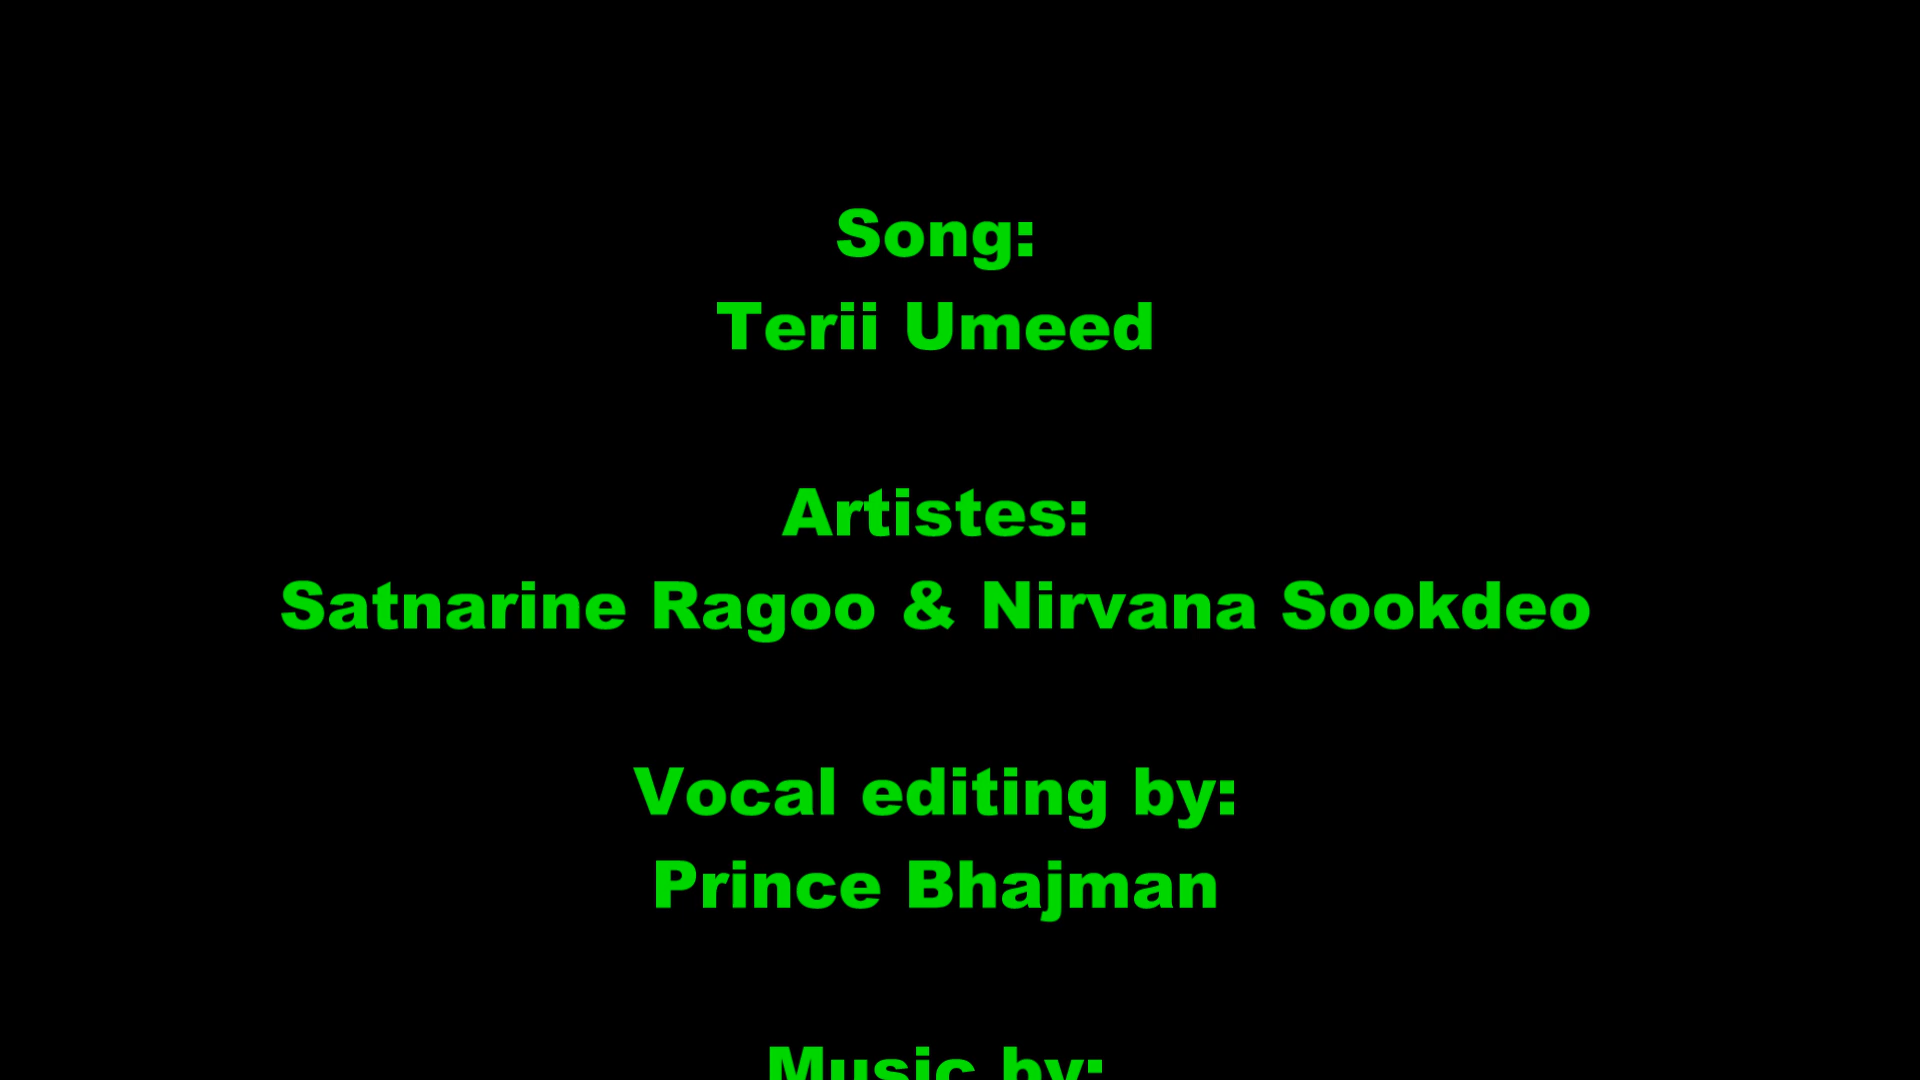 Song:
Terii Umeed
Artistes:
Satnarine Ragoo & Nirvana Sookdeo
Vocal editing by:
Prince Bhajman
Music by: